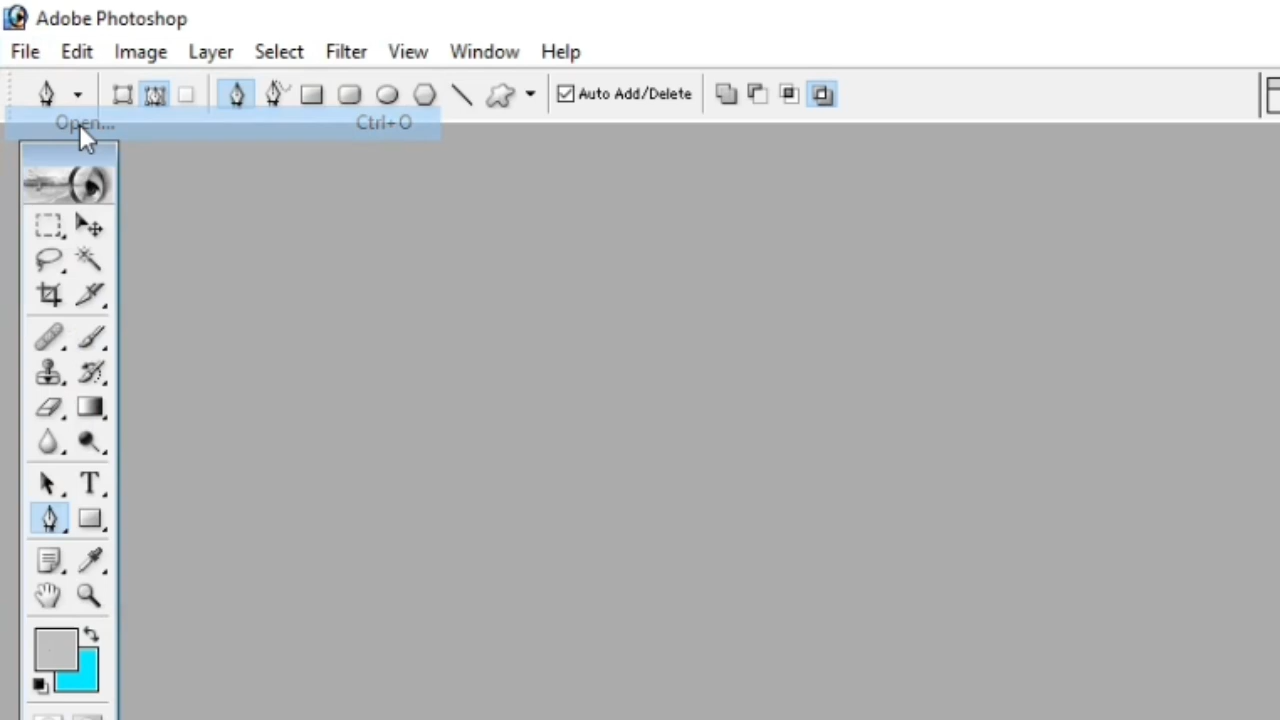 Adobe Photoshop
File Edit Image Layer Select Filter View Window Help
Auto Add/Delete
Open... Ctrl+O
T